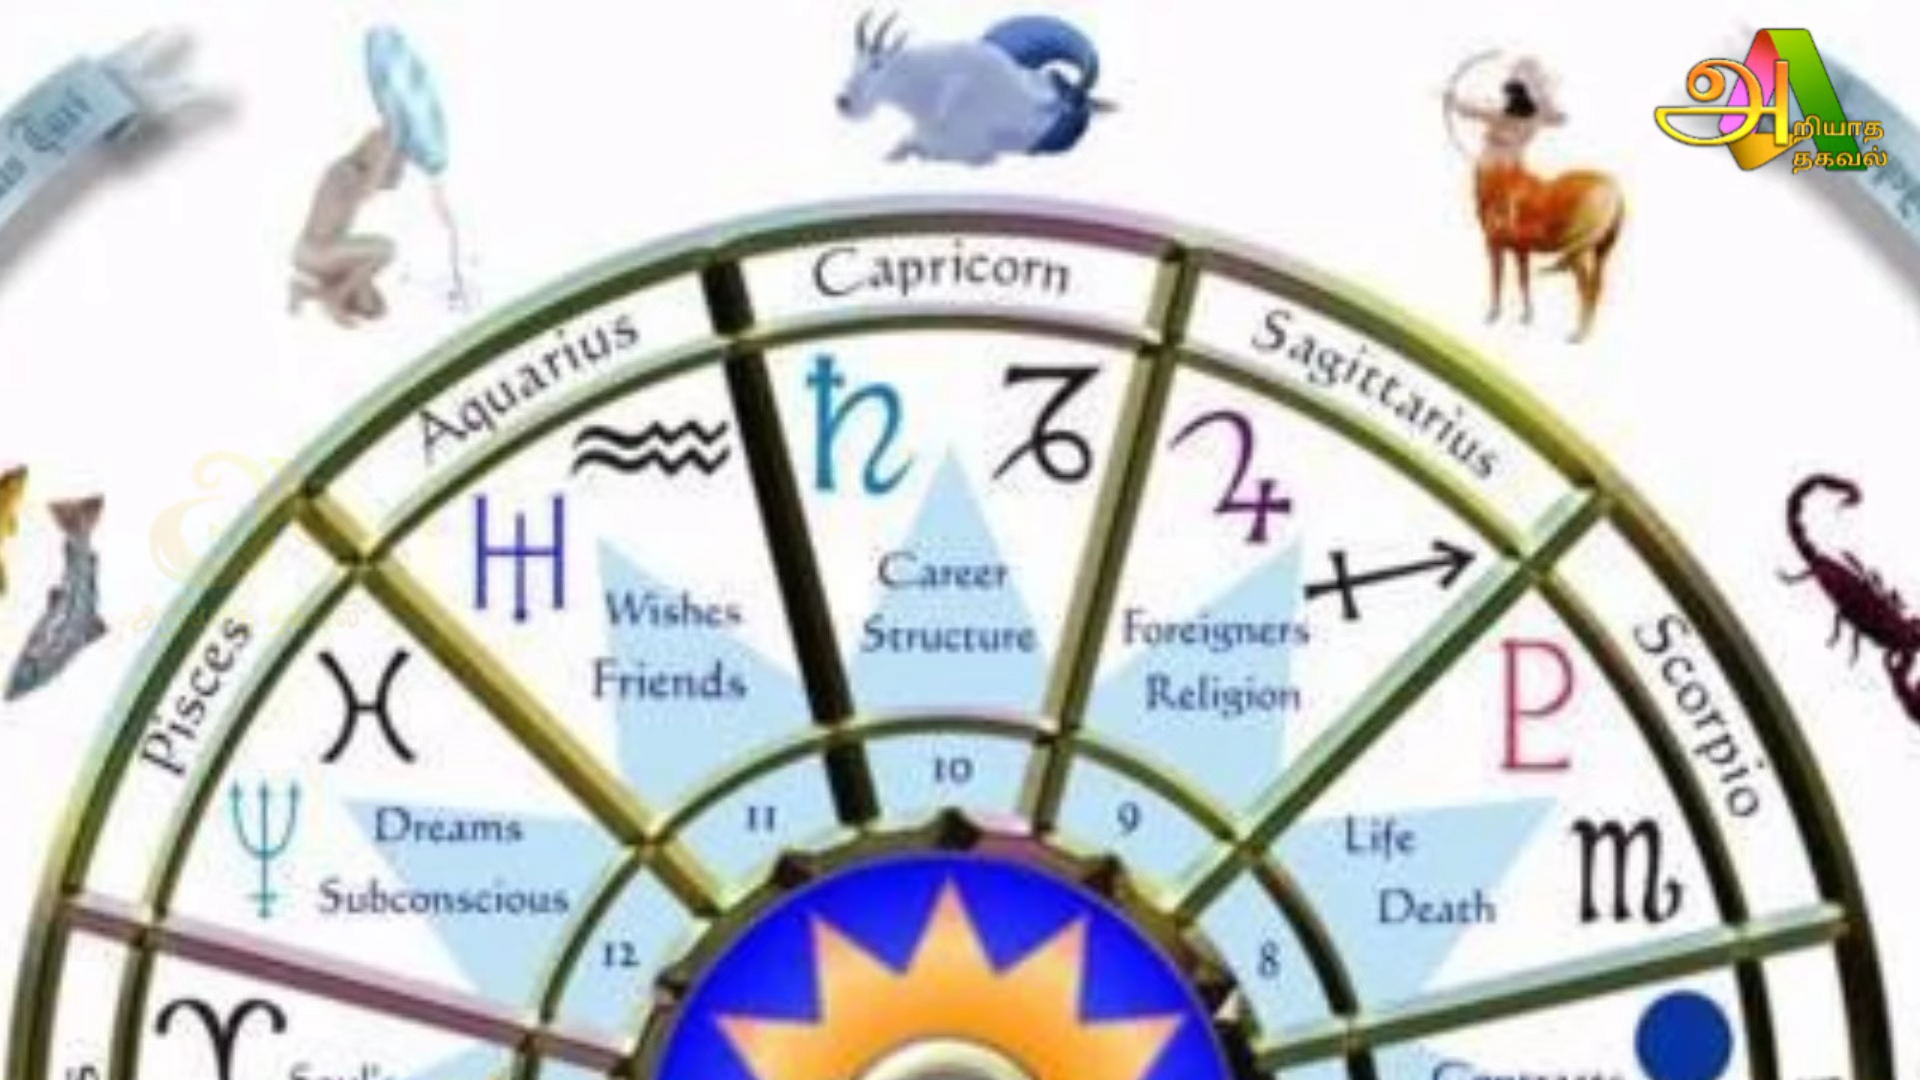 அறியாத
தகவல்
Capricorn
Aquarius
Sagittarius
Pisces
Scorpio
Career
Structure
Wishes
Friends
Foreigners
Religion
Dreams
Subconscious
Life
Death
10
11
9
12
8